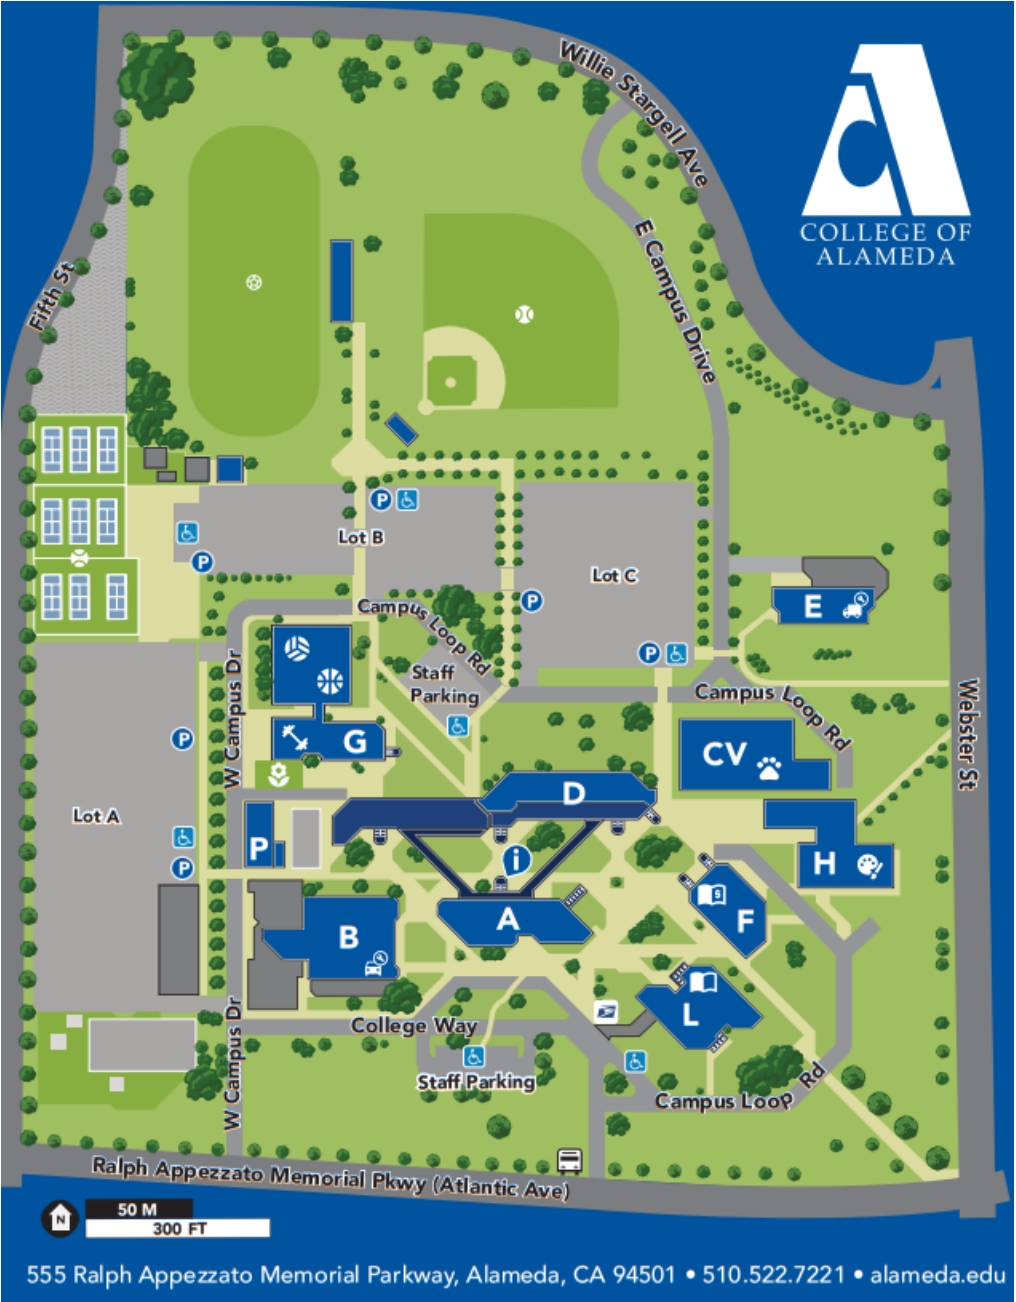 Willie Stargell Ave
COLLEGE OF
ALAMEDA
E Campus Drive
Fifth St
P
Lot B
P
Lot C
P
E
Campus Loop Rd
P
Staff
Parking
W Campus Dr
G
Campus Loop Rd
Webster St
P
CV
D
Lot A
P
P
i
H
$
F
A
B
L
W Campus Dr
College Way
Staff Parking
Campus Loop Rd
Ralph Appezzato Memorial Pkwy (Atlantic Ave)
N
50 M
300 FT
555 Ralph Appezzato Memorial Parkway, Alameda, CA 94501 • 510.522.7221 • alameda.edu